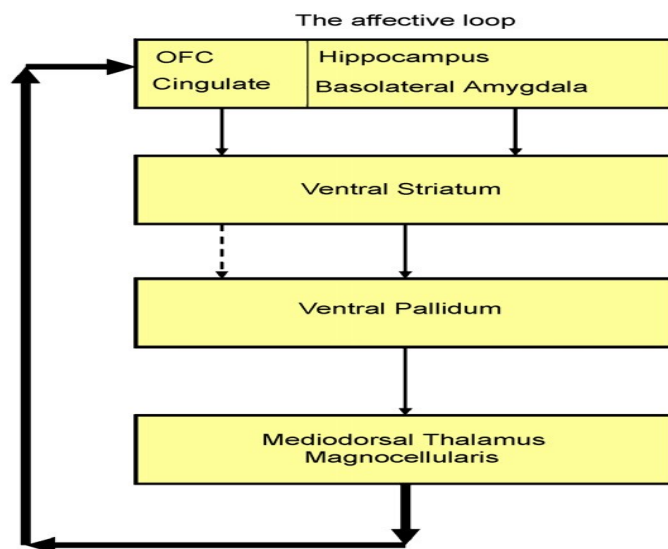 The affective loop
OFC
Cingulate
Hippocampus
Basolateral Amygdala
Ventral Striatum
Ventral Pallidum
Mediodorsal Thalamus
Magnocellularis